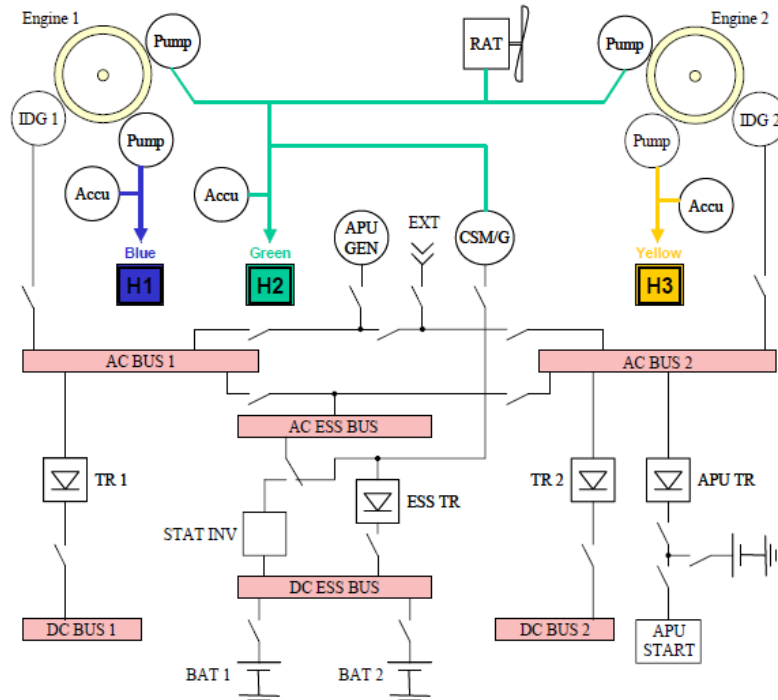 Engine 1
Engine 2
Pump
RAT
Pump
IDG 1
IDG 2
Pump
Pump
Accu
Accu
Accu
APU
GEN
EXT
CSM/G
Blue
Green
Yellow
H1
H2
H3
AC BUS 1
AC BUS 2
AC ESS BUS
TR 1
ESS TR
TR 2
APU TR
STAT INV
DC ESS BUS
DC BUS 1
DC BUS 2
APU
START
BAT 1
BAT 2